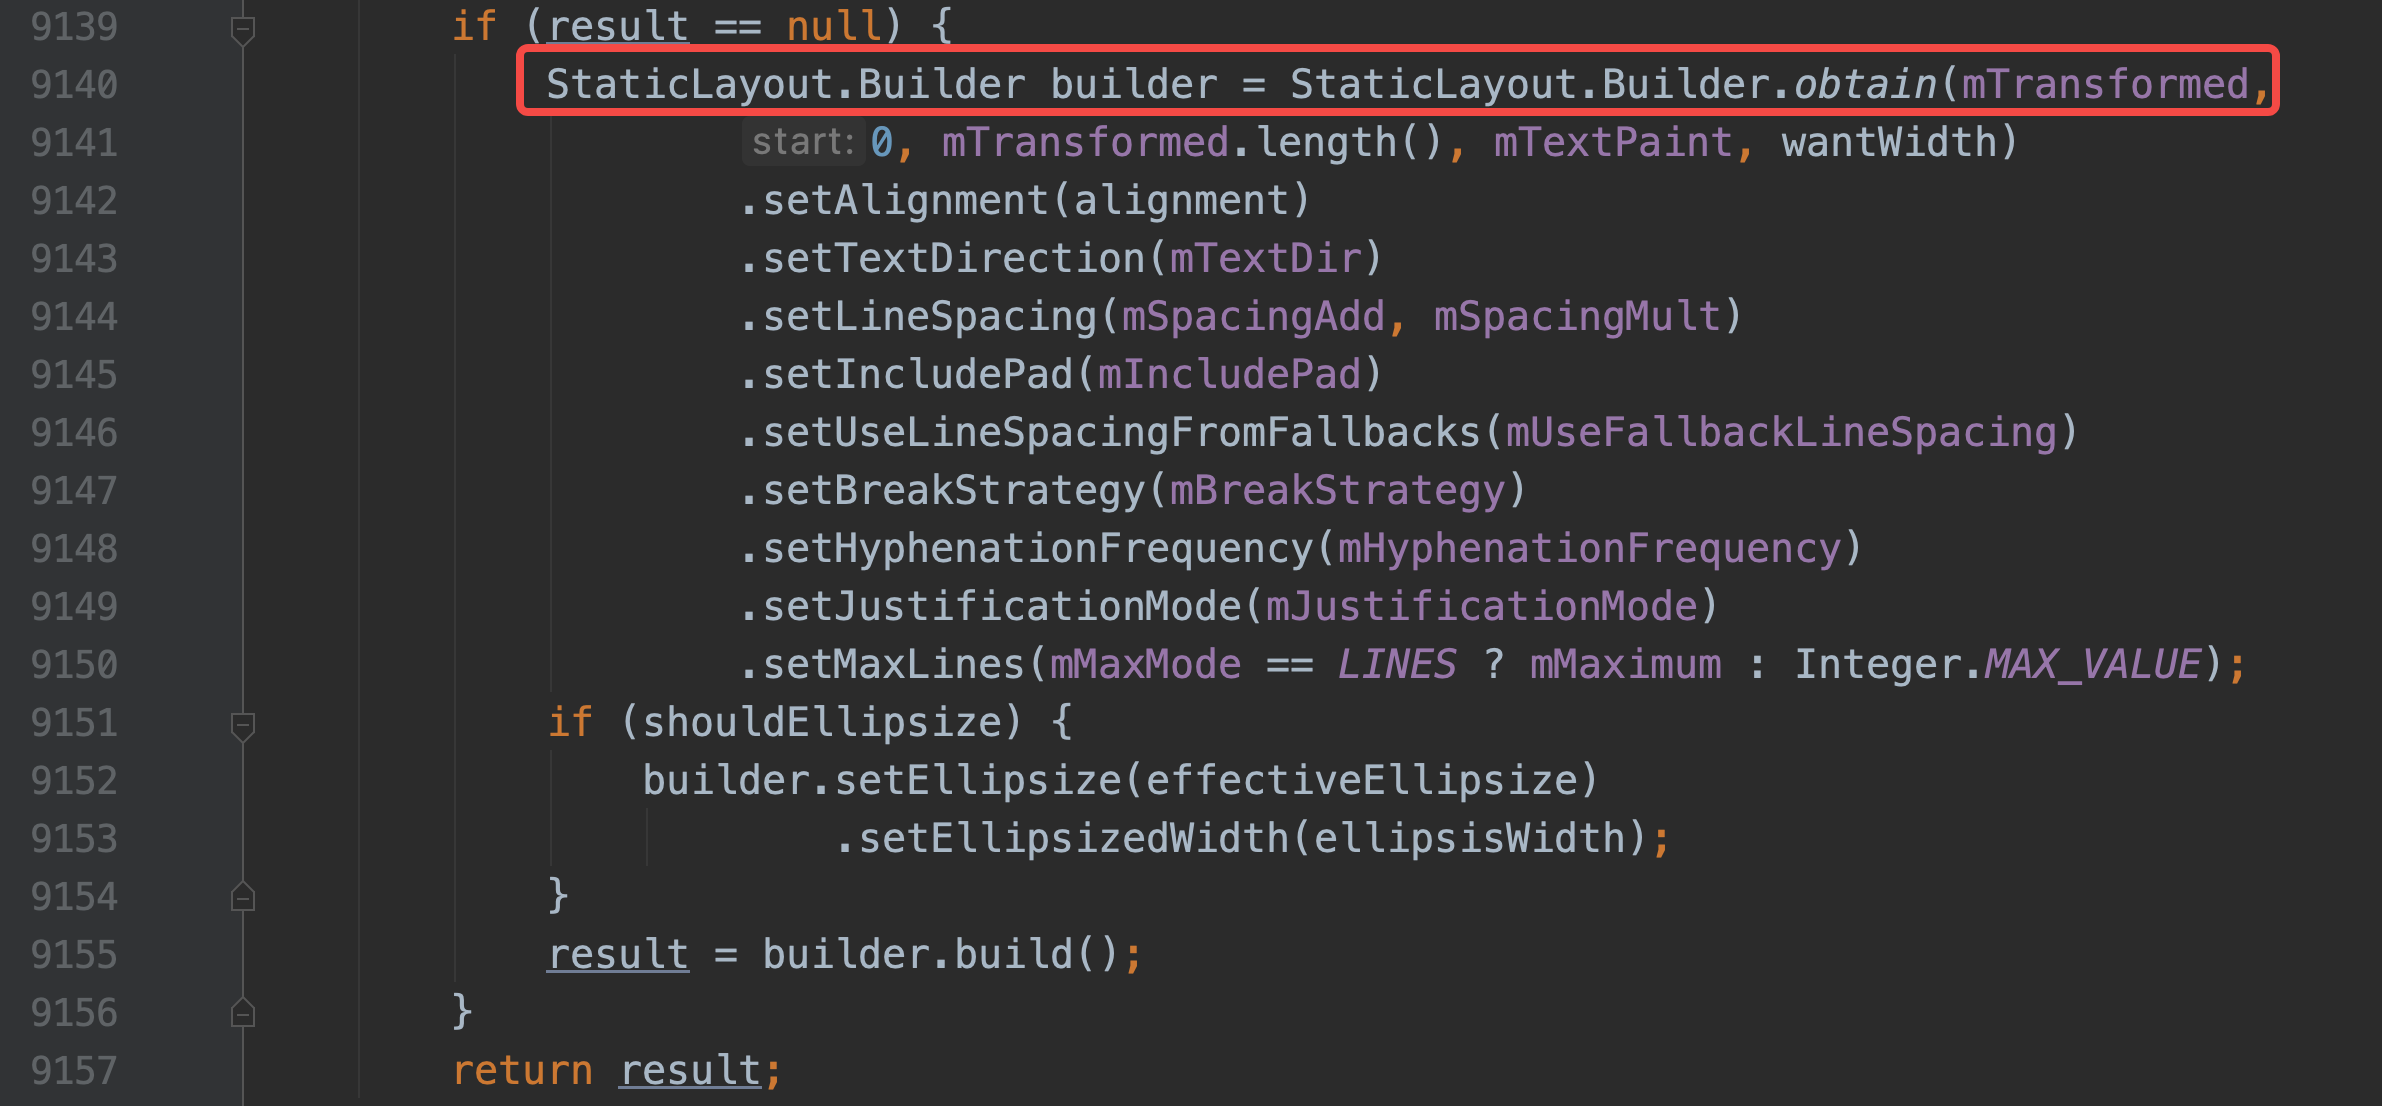 9139 if (result == null) {
9140 StaticLayout.Builder builder = StaticLayout.Builder.obtain(mTransformed,
9141 start: 0, mTransformed.length(), mTextPaint, wantWidth)
9142 .setAlignment(alignment)
9143 .setTextDirection(mTextDir)
9144 .setLineSpacing(mSpacingAdd, mSpacingMult)
9145 .setIncludePad(mIncludePad)
9146 .setUseLineSpacingFromFallbacks(mUseFallbackLineSpacing)
9147 .setBreakStrategy(mBreakStrategy)
9148 .setHyphenationFrequency(mHyphenationFrequency)
9149 .setJustificationMode(mJustificationMode)
9150 .setMaxLines(mMaxMode == LINES ? mMaximum : Integer.MAX_VALUE);
9151 if (shouldEllipsize) {
9152 builder.setEllipsize(effectiveEllipsize)
9153 .setEllipsizedWidth(ellipsisWidth);
9154 }
9155 result = builder.build();
9156 }
9157 return result;